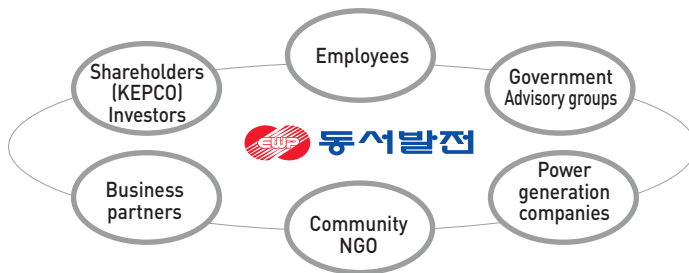 Employees
Shareholders
(KEPCO)
Investors
Government
Advisory groups
EWP 동서발전
Business
partners
Power
generation
companies
Community
NGO